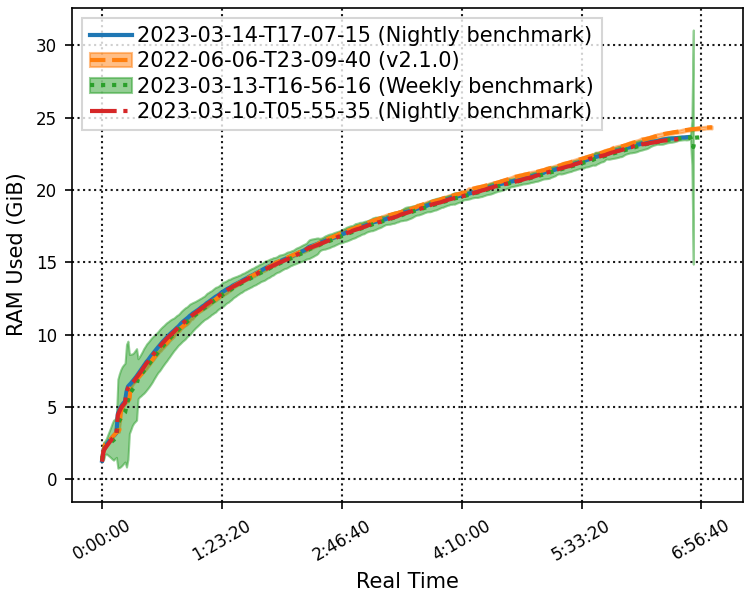 2023-03-14-T17-07-15 (Nightly benchmark)
2022-06-06-T23-09-40 (v2.1.0)
2023-03-13-T16-56-16 (Weekly benchmark)
2023-03-10-T05-55-35 (Nightly benchmark)
RAM Used (GiB)
30
25
20
15
10
5
0
0:00:00
1:23:20
2:46:40
4:10:00
5:33:20
6:56:40
Real Time